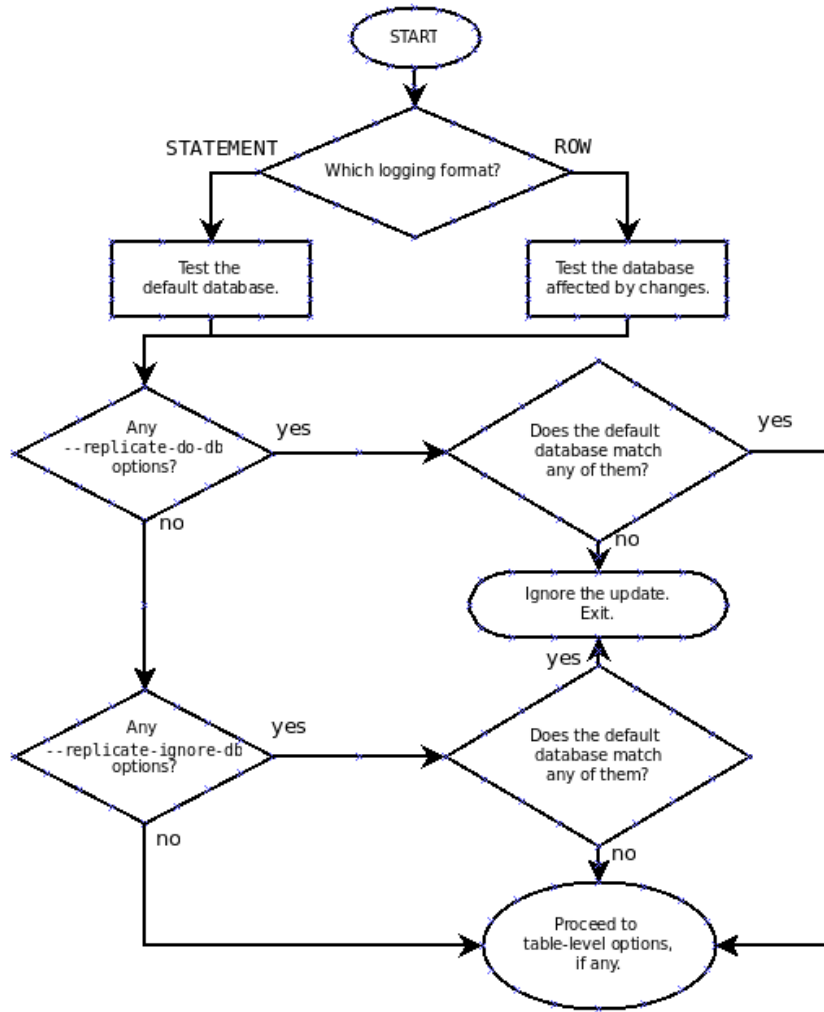 START
STATEMENT
ROW
Which logging format?
Test the
default database.
Test the database
affected by changes.
Any
--replicate-do-db
options?
yes
Does the default
database match
any of them?
yes
no
no
Ignore the update.
Exit.
yes
Any
--replicate-ignore-db
options?
yes
Does the default
database match
any of them?
no
no
Proceed to
table-level options,
if any.